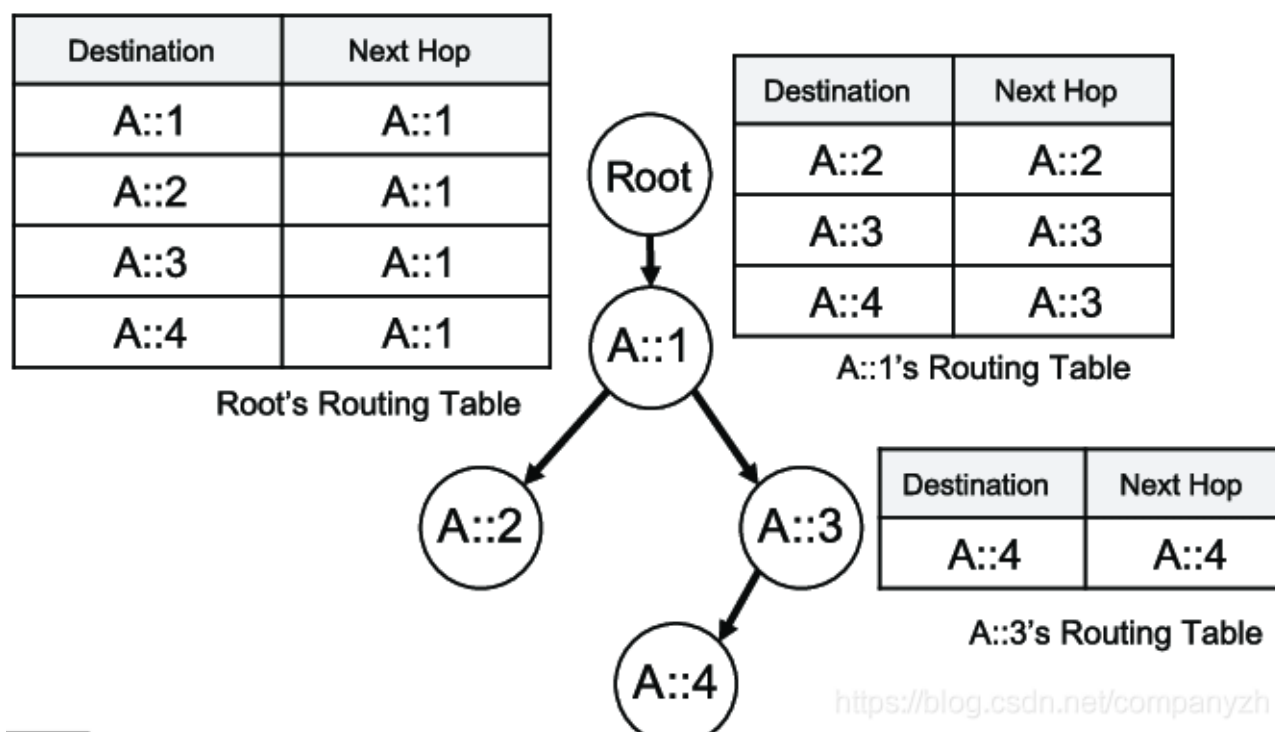 Destination Next Hop
A::1 A::1
A::2 A::1
A::3 A::1
A::4 A::1
Root's Routing Table
Root
A::1
A::2
A::3
A::4
Destination Next Hop
A::2 A::2
A::3 A::3
A::4 A::3
A::1's Routing Table
Destination Next Hop
A::4 A::4
A::3's Routing Table
https://blog.csdn.net/companyzh